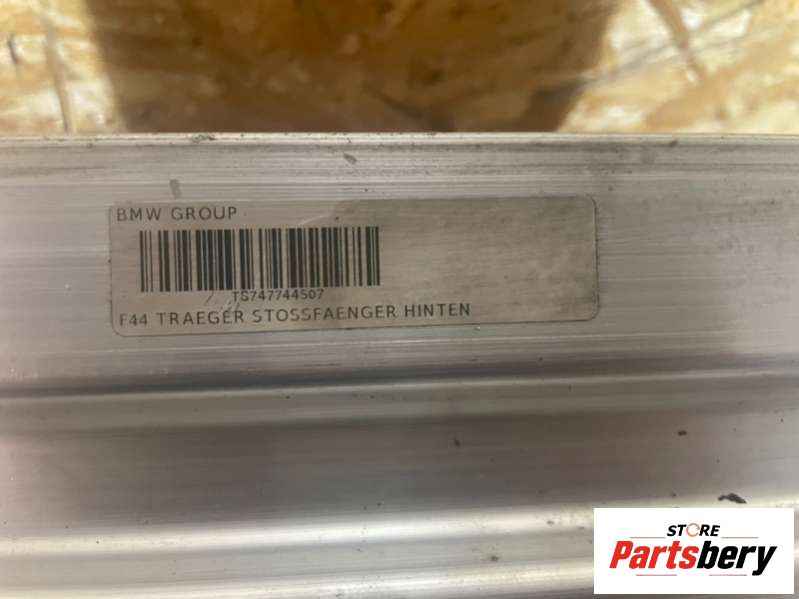 BMW GROUP
TS747744507
F44 TRAEGER STOSSFAENGER HINTEN
STORE
Partsbery